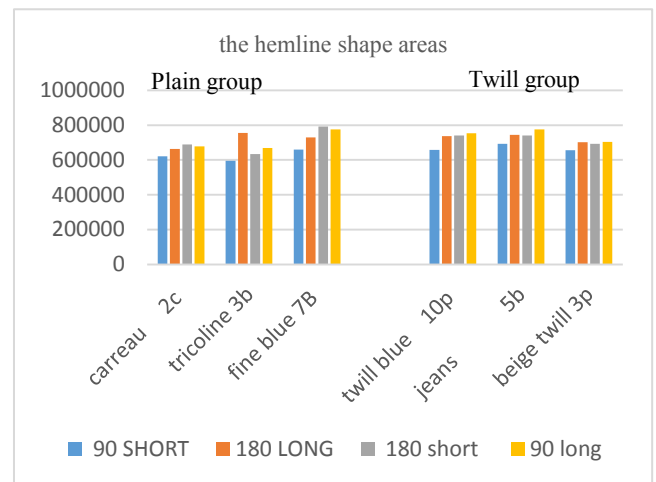 the hemline shape areas
Plain group
Twill group
1000000
800000
600000
400000
200000
0
carreau 2c
tricoline 3b
fine blue 7B
twill blue 10p
jeans 5b
beige twill 3p
90 SHORT 180 LONG 180 short 90 long